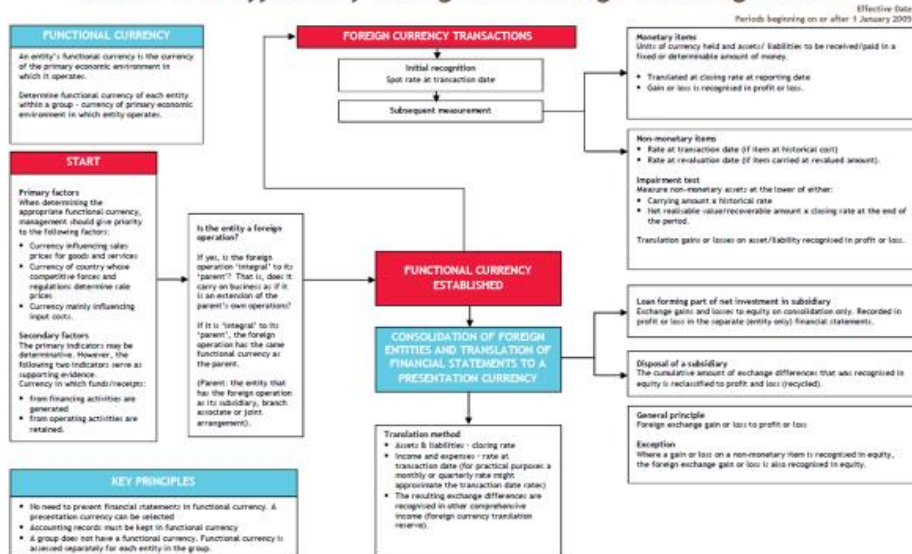 Effective Date
Periods beginning on or after 1 January 2005
FUNCTIONAL CURRENCY
An entity's functional currency is the currency
of the primary economic environment in
which it operates.
Determine functional currency of each entity
within a group - currency of primary economic
environment in which entity operates.
START
Primary factors
When determining the
appropriate functional currency,
management should give priority
to the following factors:
• Currency influencing sales
prices for goods and services
• Currency of country whose
competitive forces and
regulations determine sale
prices
• Currency mainly influencing
input costs.
Secondary factors
The primary indicators may be
determinative. However, the
following two indicators serve as
supporting evidence.
Currency in which funds/receipts:
• from financing activities are
generated
• from operating activities are
retained.
Is the entity a foreign
operation?
If yes, is the foreign
operation 'integral' to its
'parent'? That is, does it
carry on business as if it
is an extension of the
parent's own operations?
If it is 'integral' to its
'parent', the foreign
operation has the same
functional currency as
the parent.
(Parent: the entity that
has the foreign operation
as its subsidiary, branch
associate or joint
arrangement).
KEY PRINCIPLES
• No need to present financial statements in functional currency. A
presentation currency can be selected
• Accounting records must be kept in functional currency
• A group does not have a functional currency. Functional currency is
assessed separately for each entity in the group.
FOREIGN CURRENCY TRANSACTIONS
Initial recognition
Spot rate at transaction date
Subsequent measurement
FUNCTIONAL CURRENCY
ESTABLISHED
CONSOLIDATION OF FOREIGN
ENTITIES AND TRANSLATION OF
FINANCIAL STATEMENTS TO A
PRESENTATION CURRENCY
Translation method
• Assets & liabilities - closing rate
• Income and expenses - rate at
transaction date (for practical purposes a
monthly or quarterly rate might
approximate the transaction date rates)
• The resulting exchange differences are
recognised in other comprehensive
income (foreign currency translation
reserve).
Monetary items
Units of currency held and assets/ liabilities to be received/paid in a
fixed or determinable amount of money.
• Translated at closing rate at reporting date
• Gain or loss is recognised in profit or loss.
Non-monetary items
• Rate at transaction date (if item at historical cost)
• Rate at revaluation date (if item carried at revalued amount).
Impairment test
Measure non-monetary assets at the lower of either:
• Carrying amount x historical rate
• Net realisable value/recoverable amount x closing rate at the end of
the period.
Translation gains or losses on asset/liability recognised in profit or loss.
Loan forming part of net investment in subsidiary
Exchange gains and losses to equity on consolidation only. Recorded in
profit or loss in the separate (entity only) financial statements.
Disposal of a subsidiary
The cumulative amount of exchange differences that was recognised in
equity is reclassified to profit and loss (recycled).
General principle
Foreign exchange gain or loss to profit or loss
Exception
Where a gain or loss on a non-monetary item is recognised in equity,
the foreign exchange gain or loss is also recognised in equity.